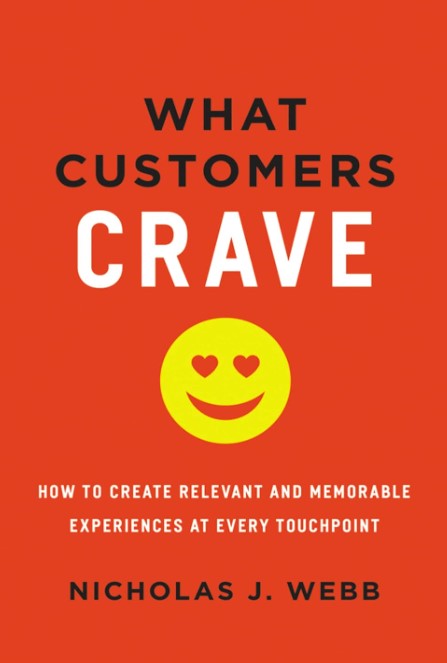 WHAT
CUSTOMERS
CRAVE
HOW TO CREATE RELEVANT AND MEMORABLE
EXPERIENCES AT EVERY TOUCHPOINT
NICHOLAS J. WEBB